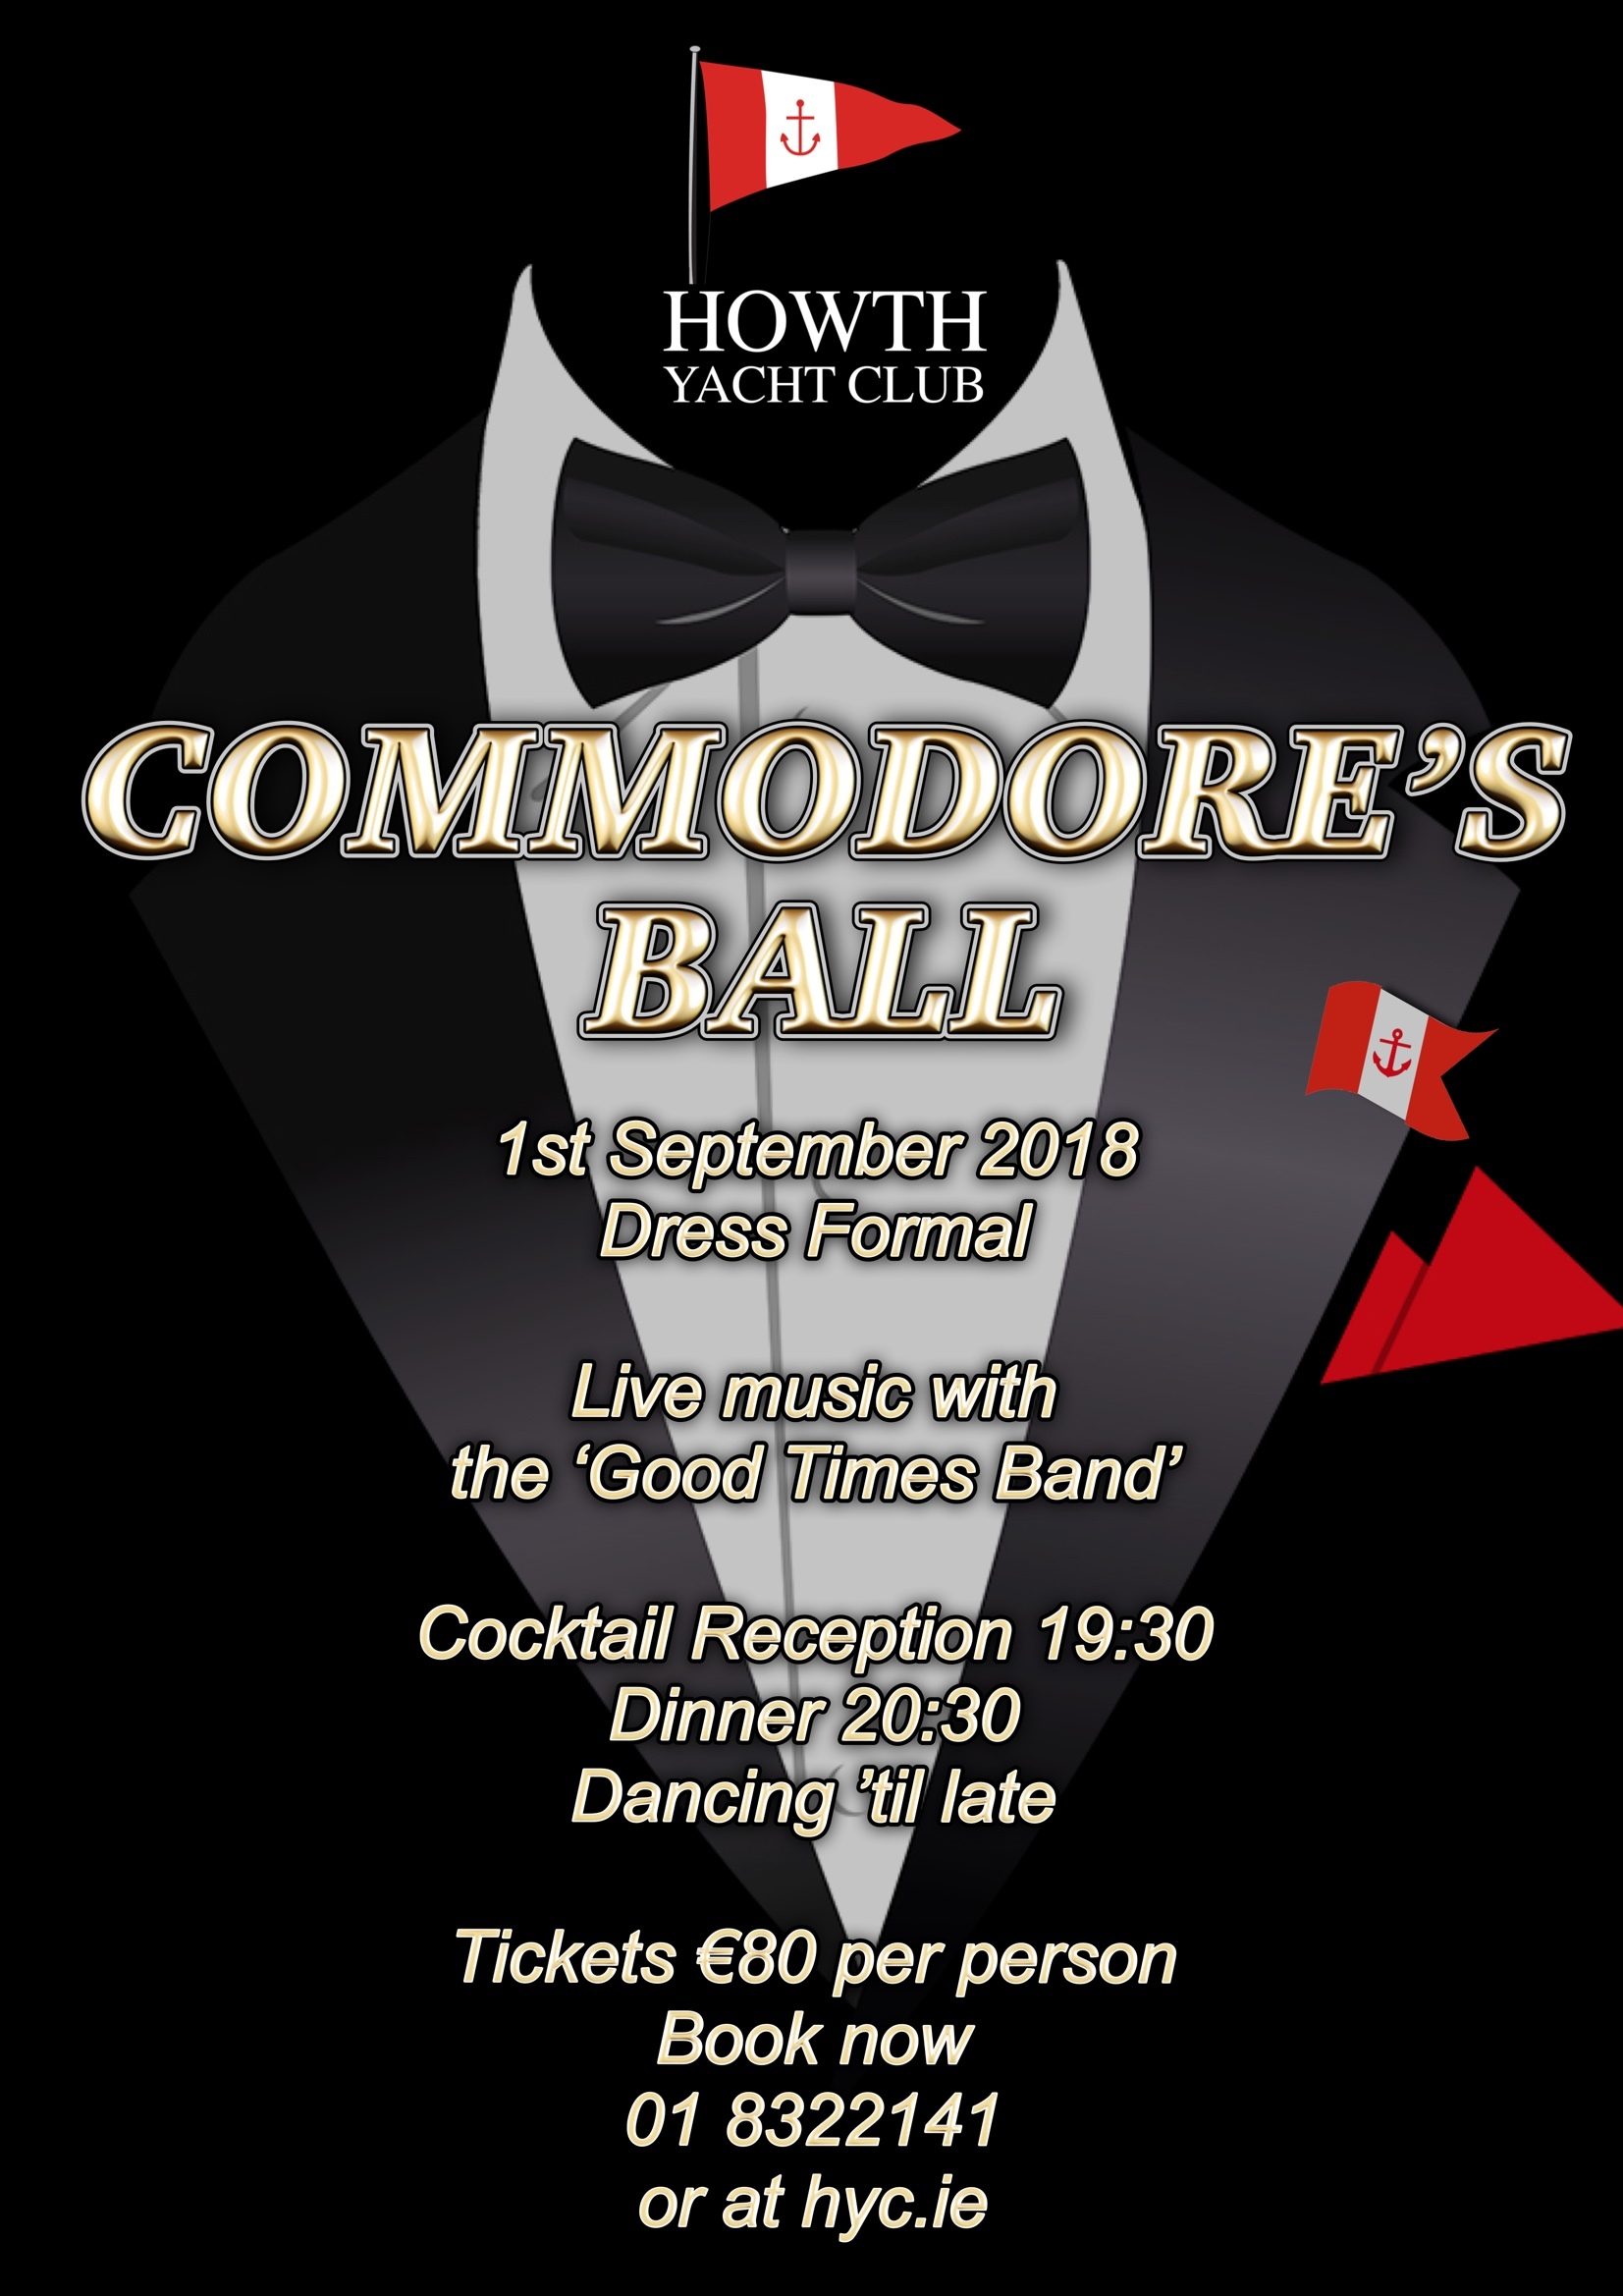 HOWTH
YACHT CLUB
COMMODORE’S
BALL
1st September 2018
Dress Formal
Live music with
the ‘Good Times Band’
Cocktail Reception 19:30
Dinner 20:30
Dancing ’til late
Tickets €80 per person
Book now
01 8322141
or at hyc.ie